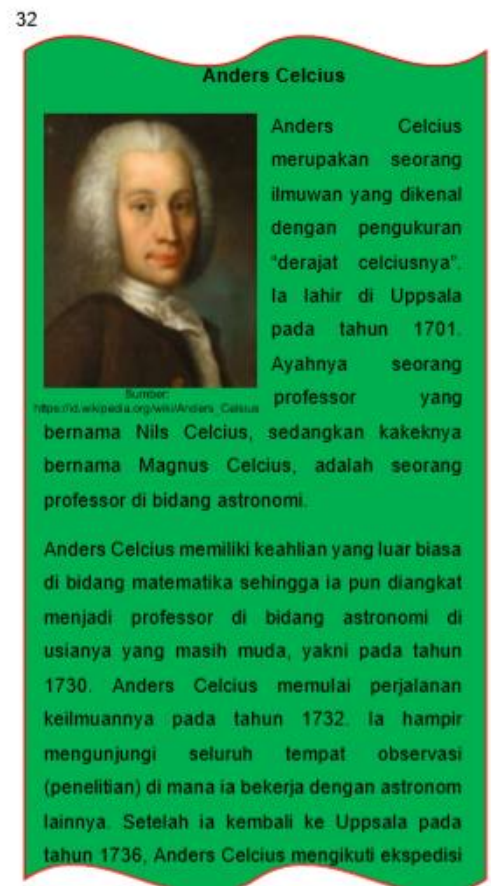 32
Anders Celcius
Anders Celcius
merupakan seorang
ilmuwan yang dikenal
dengan pengukuran
"derajat celciusnya".
Ia lahir di Uppsala
pada tahun 1701.
Ayahnya seorang
professor yang
Sumber:
https://id.wikipedia.org/wiki/Anders_Celsius
bernama Nils Celcius, sedangkan kakeknya
bernama Magnus Celcius, adalah seorang
professor di bidang astronomi.
Anders Celcius memiliki keahlian yang luar biasa
di bidang matematika sehingga ia pun diangkat
menjadi professor di bidang astronomi di
usianya yang masih muda, yakni pada tahun
1730. Anders Celcius memulai perjalanan
keilmuannya pada tahun 1732. Ia hampir
mengunjungi seluruh tempat observasi
(penelitian) di mana ia bekerja dengan astronom
lainnya. Setelah ia kembali ke Uppsala pada
tahun 1736, Anders Celcius mengikuti ekspedisi